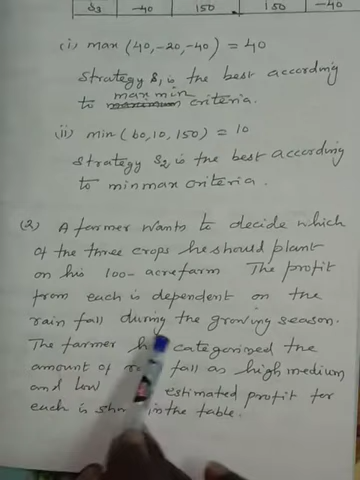 S3 -40 150 150 -40
(i) max (40, -20, -40) = 40
Strategy S1 is the best according
to maxmin criteria.
(ii) min (60, 10, 150) = 10
Strategy S2 is the best according
to minmax criteria.
(2) A farmer wants to decide which
of the three crops he should plant
on his 100-acre farm The profit
from each is dependent on the
rain fall during the growing season.
The farmer categorized the
amount of fall as high medium
and low estimated profit for
each is in the table.